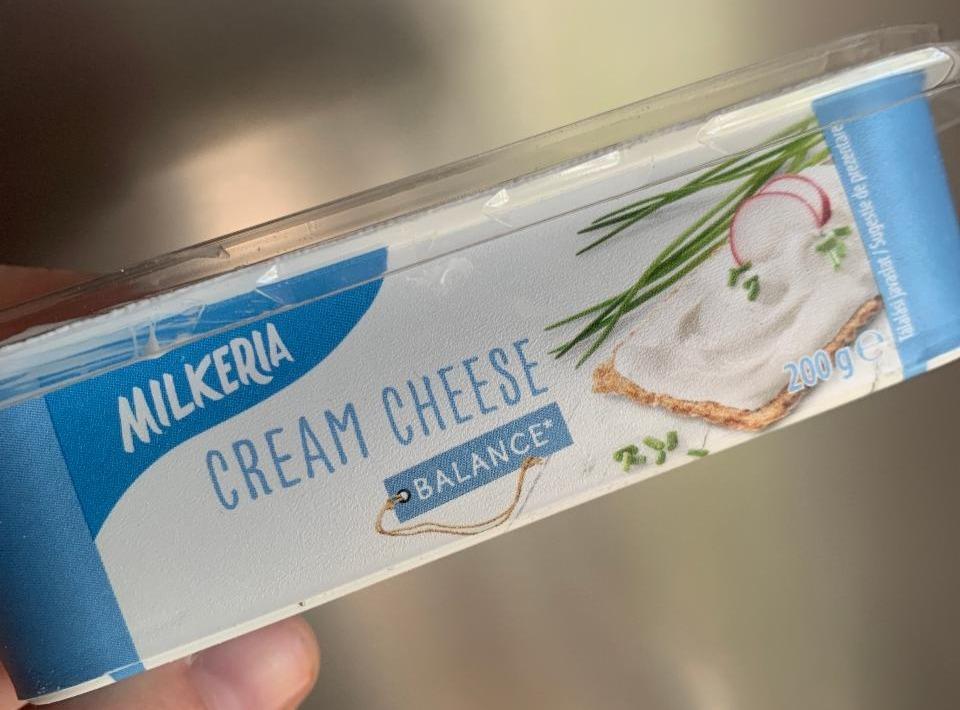 MILKERIA
CREAM CHEESE
BALANCE*
200 g ℮
Tálalási javaslat / Sugestie de prezentare